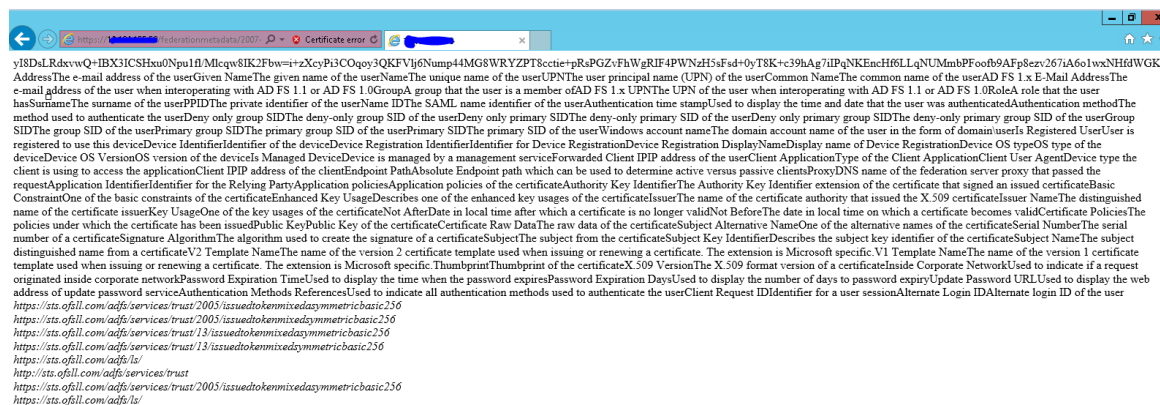 https://
/federationmetadata/2007-
Certificate error
AddressThe e-mail address of the userGiven NameThe given name of the userNameThe unique name of the userUPNThe user principal name (UPN) of the userCommon NameThe common name of the userAD FS 1.x E-Mail AddressThe
e-mail address of the user when interoperating with AD FS 1.1 or AD FS 1.0GroupA group that the user is a member ofAD FS 1.x UPNThe UPN of the user when interoperating with AD FS 1.1 or AD FS 1.0RoleA role that the user
hasSurnameThe surname of the userPPIDThe private identifier of the userName IDThe SAML name identifier of the userAuthentication time stampUsed to display the time and date that the user was authenticatedAuthentication methodThe
method used to authenticate the userDeny only group SIDThe deny-only group SID of the userDeny only primary SIDThe deny-only primary SID of the userDeny only primary group SIDThe deny-only primary group SID of the userGroup
SIDThe group SID of the userPrimary group SIDThe primary group SID of the userPrimary SIDThe primary SID of the userWindows account nameThe domain account name of the user in the form of domain\userIs Registered UserUser is
registered to use this deviceDevice IdentifierIdentifier of the deviceDevice Registration IdentifierIdentifier for Device RegistrationDevice Registration DisplayNameDisplay name of Device RegistrationDevice OS typeOS type of the
deviceDevice OS VersionOS version of the deviceIs Managed DeviceDevice is managed by a management serviceForwarded Client IPIP address of the userClient ApplicationType of the Client ApplicationClient User AgentDevice type the
client is using to access the applicationClient IPIP address of the clientEndpoint PathAbsolute Endpoint path which can be used to determine active versus passive clientsProxyDNS name of the federation server proxy that passed the
requestApplication IdentifierIdentifier for the Relying PartyApplication policiesApplication policies of the certificateAuthority Key IdentifierThe Authority Key Identifier extension of the certificate that signed an issued certificateBasic
ConstraintOne of the basic constraints of the certificateEnhanced Key UsageDescribes one of the enhanced key usages of the certificateIssuerThe name of the certificate authority that issued the X.509 certificateIssuer NameThe distinguished
name of the certificate issuerKey UsageOne of the key usages of the certificateNot AfterDate in local time after which a certificate is no longer validNot BeforeThe date in local time on which a certificate becomes validCertificate PoliciesThe
policies under which the certificate has been issuedPublic KeyPublic Key of the certificateCertificate Raw DataThe raw data of the certificateSubject Alternative NameOne of the alternative names of the certificateSerial NumberThe serial
number of a certificateSignature AlgorithmThe algorithm used to create the signature of a certificateSubjectThe subject from the certificateSubject Key IdentifierDescribes the subject key identifier of the certificateSubject NameThe subject
distinguished name from a certificateV2 Template NameThe name of the version 2 certificate template used when issuing or renewing a certificate. The extension is Microsoft specific.V1 Template NameThe name of the version 1 certificate
template used when issuing or renewing a certificate. The extension is Microsoft specific.ThumbprintThumbprint of the certificateX.509 VersionThe X.509 format version of a certificateInside Corporate NetworkUsed to indicate if a request
originated inside corporate networkPassword Expiration TimeUsed to display the time when the password expiresPassword Expiration DaysUsed to display the number of days to password expiryUpdate Password URLUsed to display the web
address of update password serviceAuthentication Methods ReferencesUsed to indicate all authentication methods used to authenticate the userClient Request IDIdentifier for a user sessionAlternate Login IDAlternate login ID of the user
https://sts.ofsll.com/adfs/services/trust/2005/issuedtokenmixedasymmetricbasic256
https://sts.ofsll.com/adfs/services/trust/2005/issuedtokenmixedsymmetricbasic256
https://sts.ofsll.com/adfs/services/trust/13/issuedtokenmixedasymmetricbasic256
https://sts.ofsll.com/adfs/services/trust/13/issuedtokenmixedsymmetricbasic256
https://sts.ofsll.com/adfs/ls/
http://sts.ofsll.com/adfs/services/trust
https://sts.ofsll.com/adfs/services/trust/2005/issuedtokenmixedasymmetricbasic256
https://sts.ofsll.com/adfs/ls/